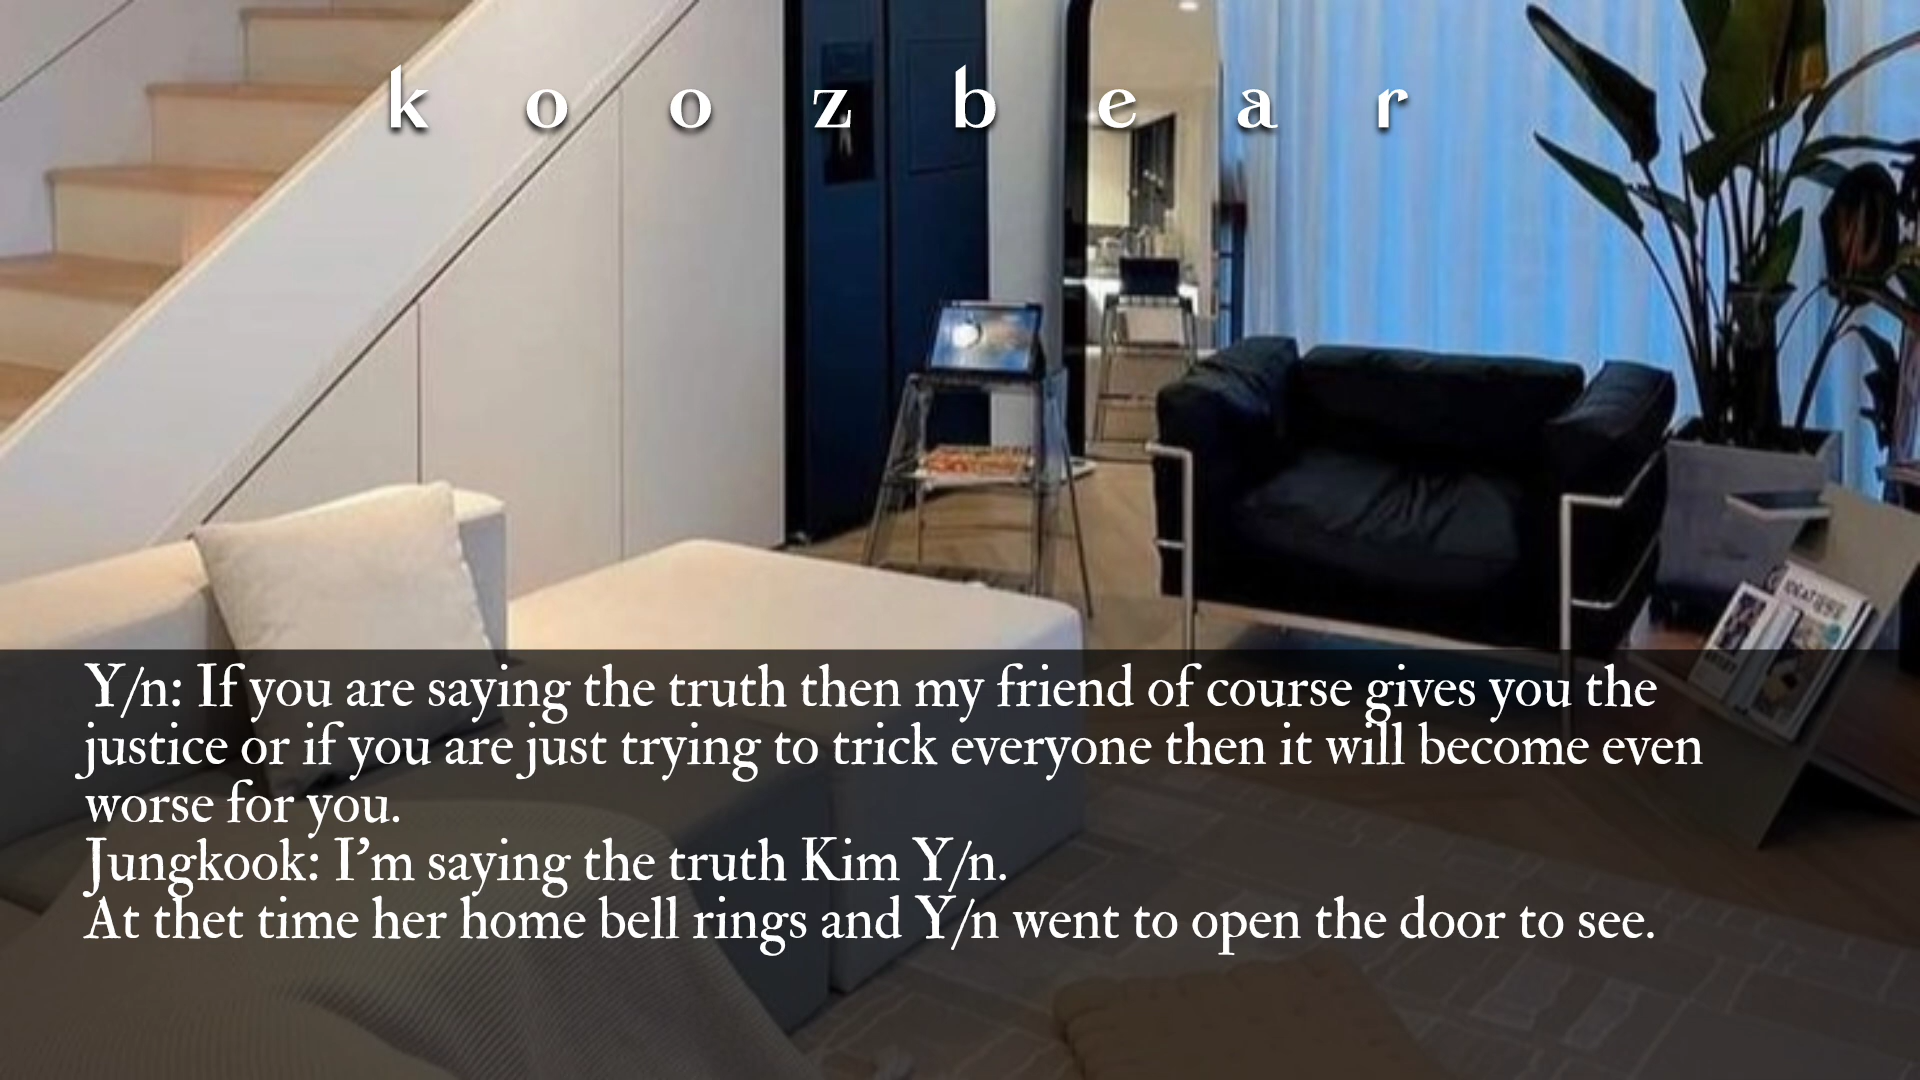 k o o z b e a r
Y/n: If you are saying the truth then my friend of course gives you the
justice or if you are just trying to trick everyone then it will become even
worse for you.
Jungkook: I'm saying the truth Kim Y/n.
At thet time her home bell rings and Y/n went to open the door to see.